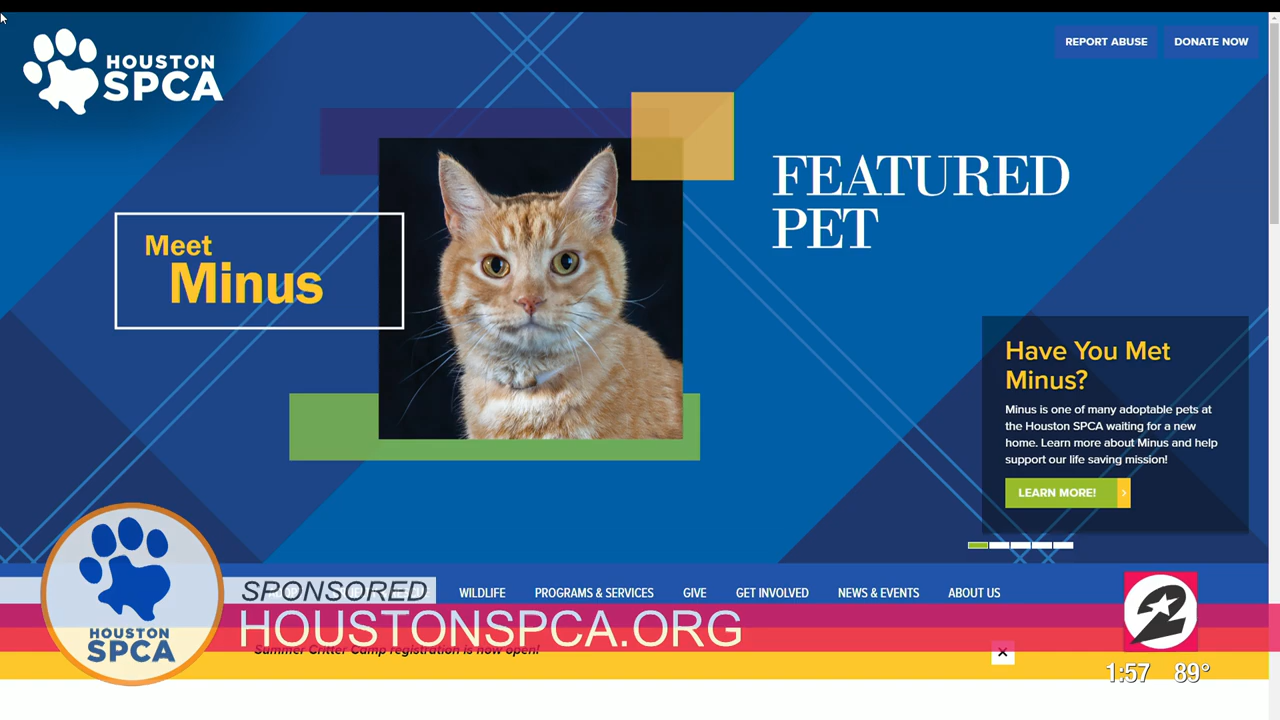 HOUSTON
SPCA
REPORT ABUSE
DONATE NOW
FEATURED
PET
Meet
Minus
Have You Met
Minus?
Minus is one of many adoptable pets at
the Houston SPCA waiting for a new
home. Learn more about Minus and help
support our life saving mission!
LEARN MORE!
SPONSORED
WILDLIFE
PROGRAMS & SERVICES
GIVE
GET INVOLVED
NEWS & EVENTS
ABOUT US
HOUSTONSPCA.ORG
Summer Critter Camp registration is now open!
HOUSTON
SPCA
2
1:57 89°